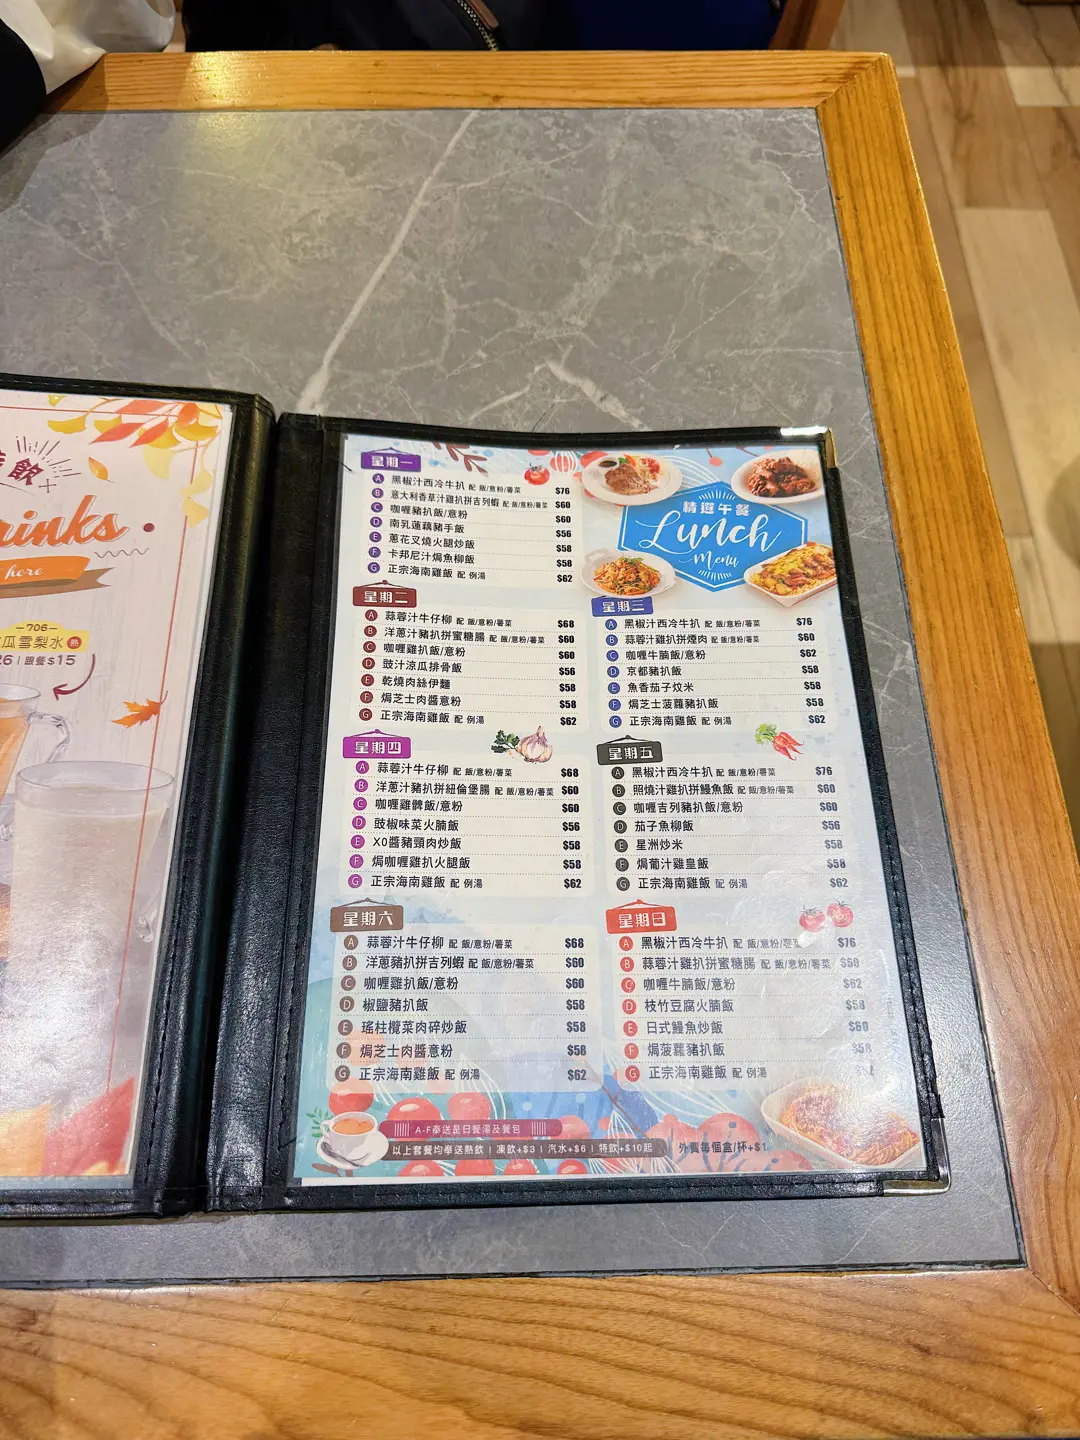 飲
rinks
here
706
瓜雪梨水 熱
26 | 跟餐$15
精選午餐
Lunch
Menu
星期一
A 黑椒汁西冷牛扒 配 飯/意粉/薯菜 $76
B 意大利香草汁雞扒拼吉列蝦 配 飯/意粉/薯菜 $60
C 咖喱豬扒飯/意粉 $60
D 南乳蓮藕豬手飯 $56
E 蔥花叉燒火腿炒飯 $58
F 卡邦尼汁焗魚柳飯 $58
G 正宗海南雞飯 配 例湯 $62
星期二
A 蒜蓉汁牛仔柳 配 飯/意粉/薯菜 $68
B 洋蔥汁豬扒拼蜜糖腸 配 飯/意粉/薯菜 $60
C 咖喱雞扒飯/意粉 $60
D 豉汁涼瓜排骨飯 $56
E 乾燒肉絲伊麵 $58
F 焗芝士肉醬意粉 $58
G 正宗海南雞飯 配 例湯 $62
星期三
A 黑椒汁西冷牛扒 配 飯/意粉/薯菜 $76
B 蒜蓉汁雞扒拼煙肉 配 飯/意粉/薯菜 $60
C 咖喱牛腩飯/意粉 $62
D 京都豬扒飯 $58
E 魚香茄子炆米 $58
F 焗芝士菠蘿豬扒飯 $58
G 正宗海南雞飯 配 例湯 $62
星期四
A 蒜蓉汁牛仔柳 配 飯/意粉/薯菜 $68
B 洋蔥汁豬扒拼紐倫堡腸 配 飯/意粉/薯菜 $60
C 咖喱雞髀飯/意粉 $60
D 豉椒味菜火腩飯 $56
E XO醬豬頸肉炒飯 $58
F 焗咖喱雞扒火腿飯 $58
G 正宗海南雞飯 配 例湯 $62
星期五
A 黑椒汁西冷牛扒 配 飯/意粉/薯菜 $76
B 照燒汁雞扒拼鰻魚飯 配 飯/意粉/薯菜 $60
C 咖喱吉列豬扒飯/意粉 $60
D 茄子魚柳飯 $56
E 星洲炒米 $58
F 焗葡汁雞皇飯 $58
G 正宗海南雞飯 配 例湯 $62
星期六
A 蒜蓉汁牛仔柳 配 飯/意粉/薯菜 $68
B 洋蔥豬扒拼吉列蝦 配 飯/意粉/薯菜 $60
C 咖喱雞扒飯/意粉 $60
D 椒鹽豬扒飯 $58
E 瑤柱欖菜肉碎炒飯 $58
F 焗芝士肉醬意粉 $58
G 正宗海南雞飯 配 例湯 $62
星期日
A 黑椒汁西冷牛扒 配 飯/意粉/薯菜 $76
B 蒜蓉汁雞扒拼蜜糖腸 配 飯/意粉/薯菜 $60
C 咖喱牛腩飯/意粉 $62
D 枝竹豆腐火腩飯 $58
E 日式鰻魚炒飯 $60
F 焗菠蘿豬扒飯 $58
G 正宗海南雞飯 配 例湯
A-F奉送是日餐湯及餐包
以上套餐均奉送熱飲 | 凍飲+$3 | 汽水+$6 | 特飲+$10起
外賣每個盒/杯+$1